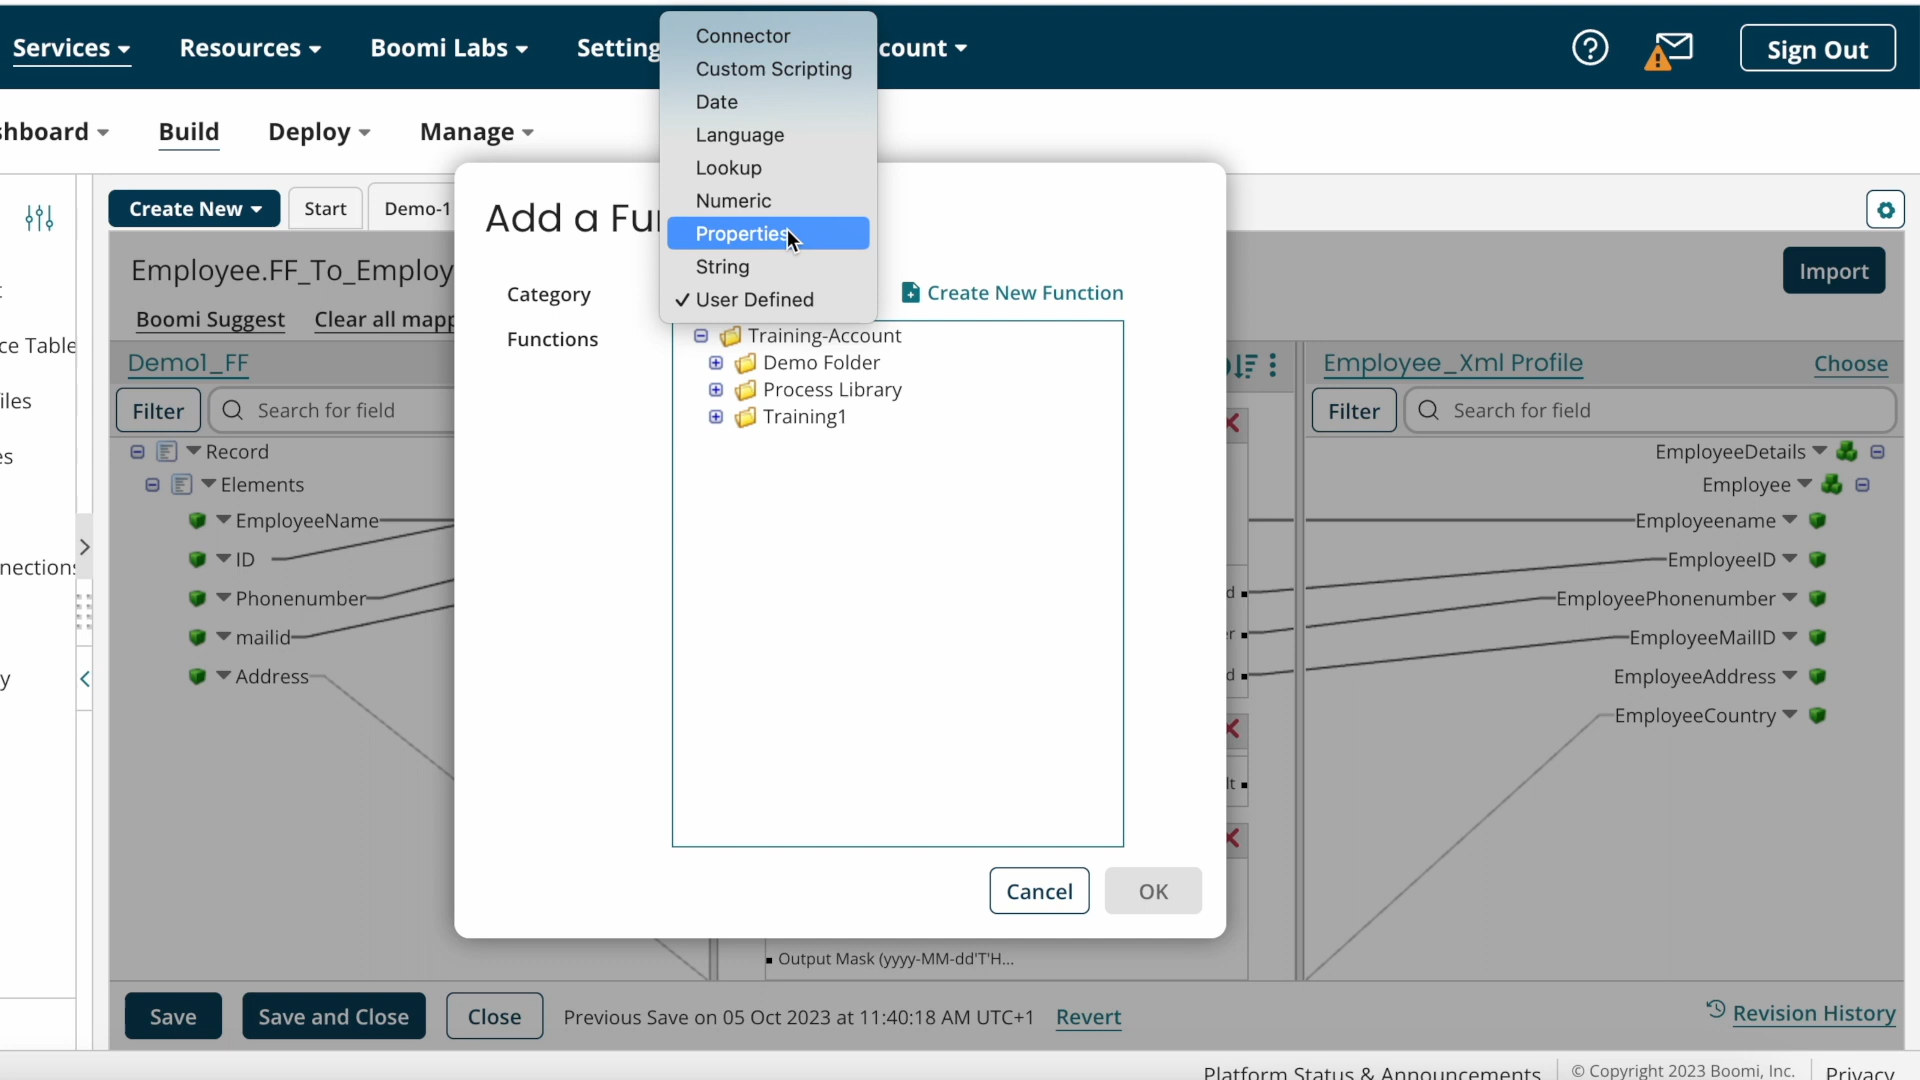 Services
Resources
Boomi Labs
Setting
count
Sign Out
Connector
Custom Scripting
Date
Language
Lookup
Numeric
Properties
String
✓ User Defined
hboard
Build
Deploy
Manage
Create New
Start
Demo-1
Add a Fu
Employee.FF_To_Employ
Import
Category
Create New Function
Boomi Suggest
Clear all mapp
Functions
Training-Account
Demo Folder
Process Library
Training1
ce Table
iles
es
nections
y
Demo1_FF
Employee_Xml Profile
Choose
Filter
Search for field
Filter
Search for field
Record
Elements
EmployeeName
ID
Phonenumber
mailid
Address
EmployeeDetails
Employee
Employeename
EmployeeID
EmployeePhonenumber
EmployeeMailID
EmployeeAddress
EmployeeCountry
d
r
d
lt
Cancel
OK
Output Mask (yyyy-MM-dd'T'H...
Save
Save and Close
Close
Previous Save on 05 Oct 2023 at 11:40:18 AM UTC+1
Revert
Revision History
Platform Status & Announcements
© Copyright 2023 Boomi, Inc.
Privacy